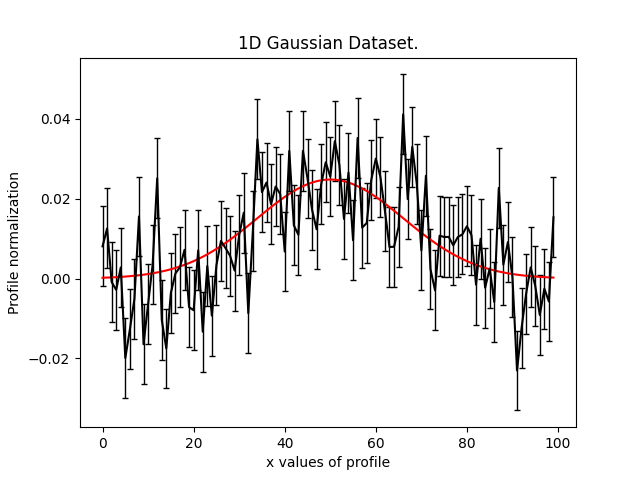 1D Gaussian Dataset.
Profile normalization
0.04
0.02
0.00
−0.02
0 20 40 60 80 100
x values of profile